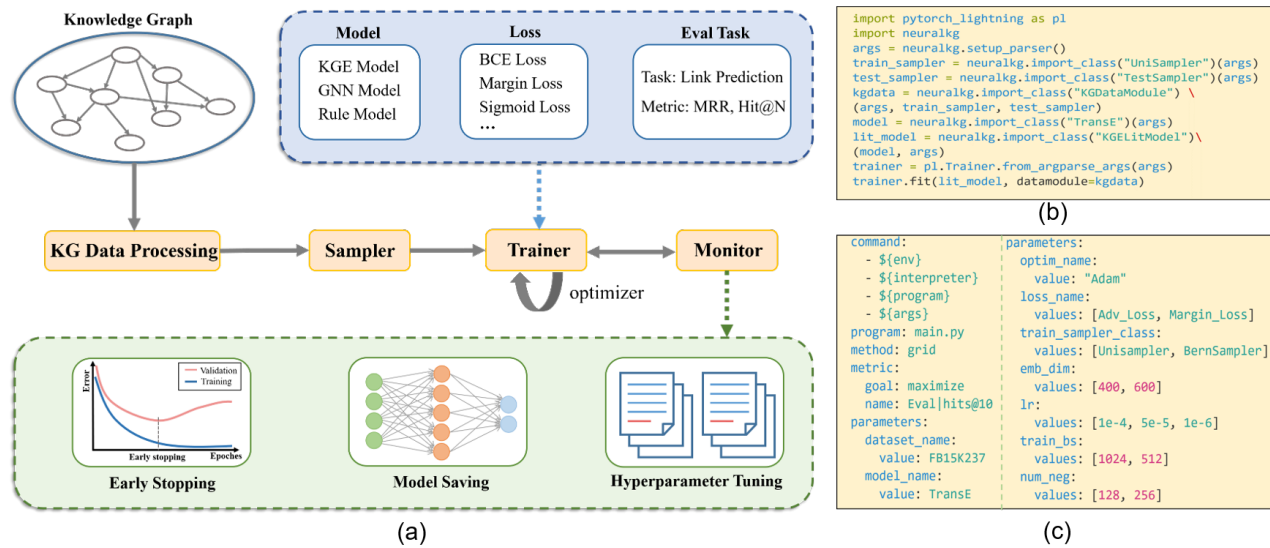 Knowledge Graph
Model
KGE Model
GNN Model
Rule Model
Loss
BCE Loss
Margin Loss
Sigmoid Loss
...
Eval Task
Task: Link Prediction
Metric: MRR, Hit@N
KG Data Processing
Sampler
Trainer
Monitor
optimizer
Error
Validation
Training
Early stopping
Epoches
Early Stopping
Model Saving
Hyperparameter Tuning
(a)
import pytorch_lightning as pl
import neuralkg
args = neuralkg.setup_parser()
train_sampler = neuralkg.import_class("UniSampler")(args)
test_sampler = neuralkg.import_class("TestSampler")(args)
kgdata = neuralkg.import_class("KGDataModule") \
(args, train_sampler, test_sampler)
model = neuralkg.import_class("TransE")(args)
lit_model = neuralkg.import_class("KGELitModel")\
(model, args)
trainer = pl.Trainer.from_argparse_args(args)
trainer.fit(lit_model, datamodule=kgdata)
(b)
command:
- ${env}
- ${interpreter}
- ${program}
- ${args}
program: main.py
method: grid
metric:
goal: maximize
name: Eval|hits@10
parameters:
dataset_name:
value: FB15K237
model_name:
value: TransE
parameters:
optim_name:
value: "Adam"
loss_name:
values: [Adv_Loss, Margin_Loss]
train_sampler_class:
values: [Unisampler, BernSampler]
emb_dim:
values: [400, 600]
lr:
values: [1e-4, 5e-5, 1e-6]
train_bs:
values: [1024, 512]
num_neg:
values: [128, 256]
(c)